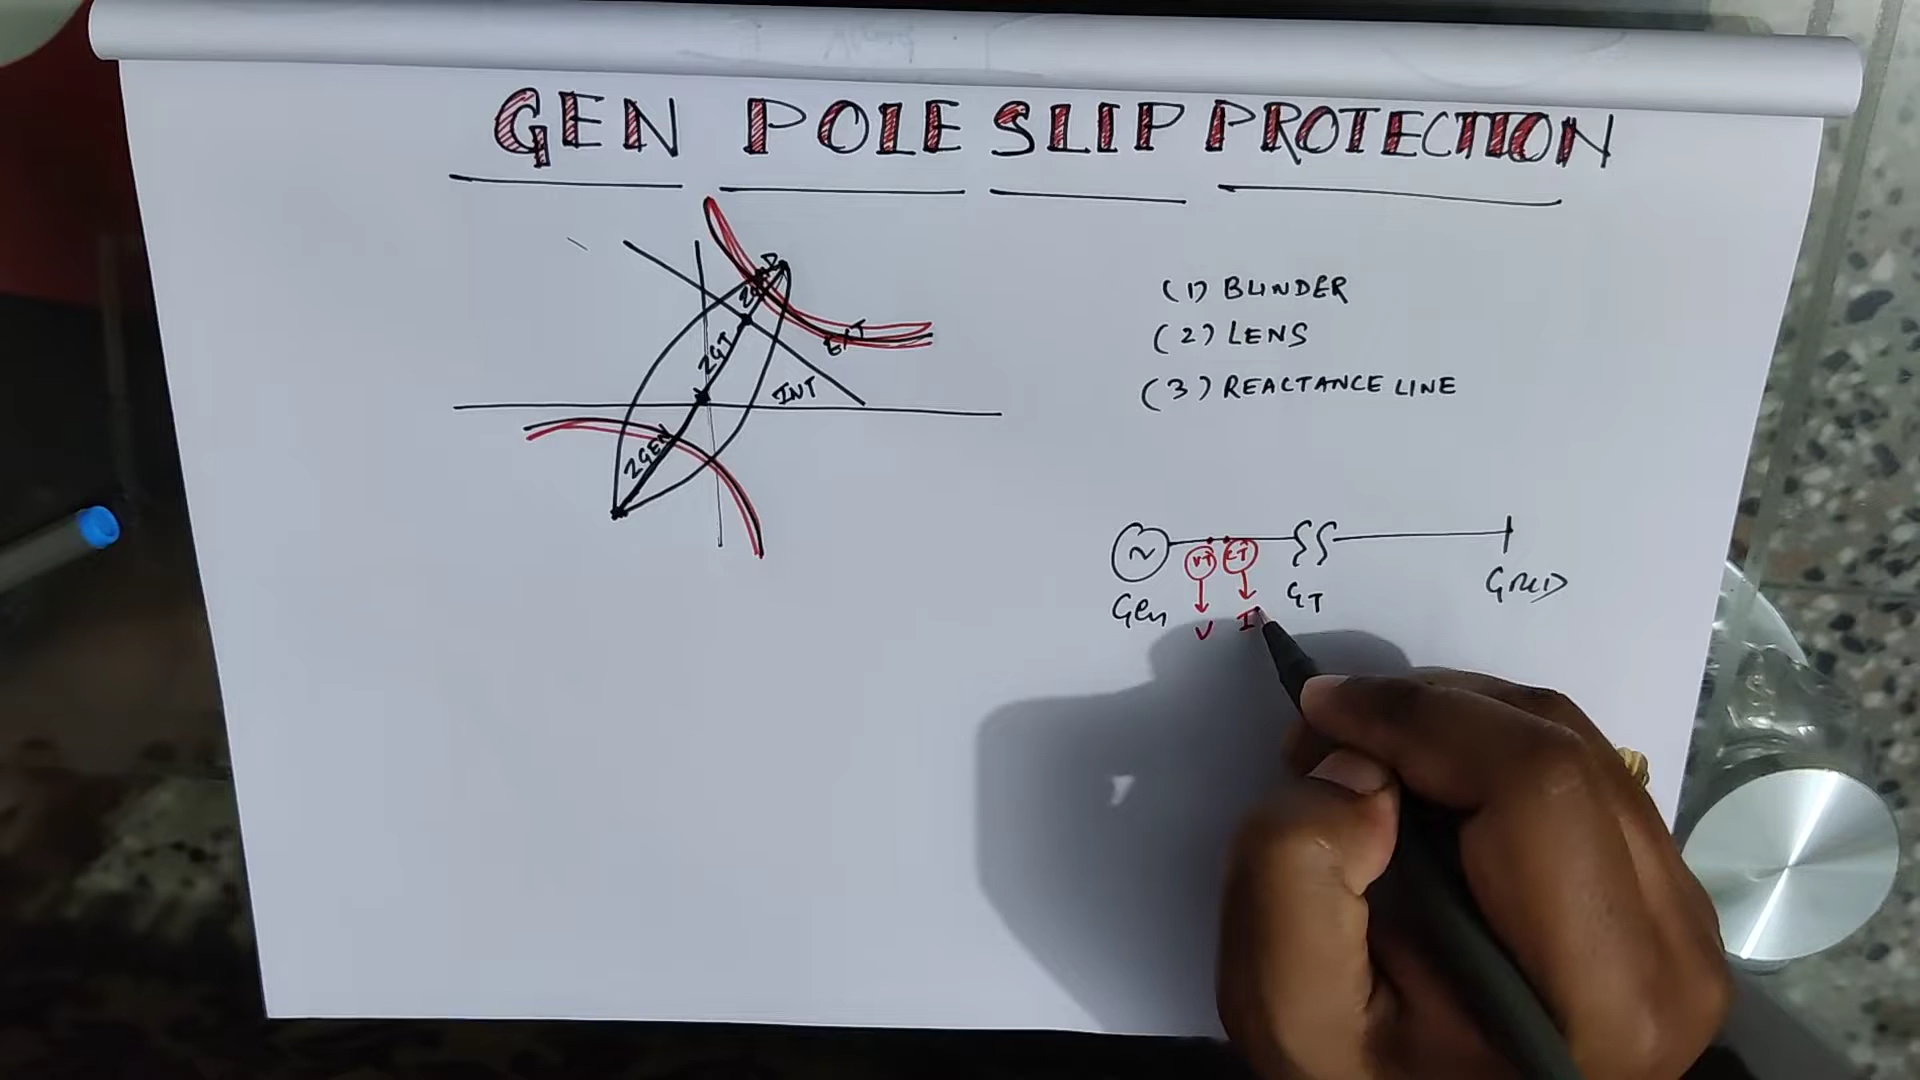 GEN POLE SLIP PROTECTION
(1) BLINDER
(2) LENS
(3) REACTANCE LINE
ZGT
EXT
INT
ZGEN
~
VT CT
Gen
V
I
GT
GRID